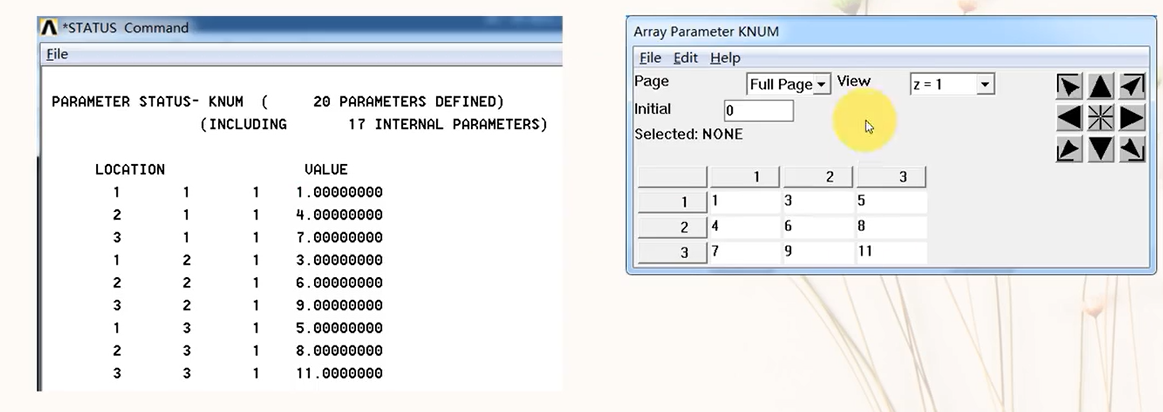 *STATUS Command
File
PARAMETER STATUS- KNUM ( 20 PARAMETERS DEFINED)
(INCLUDING 17 INTERNAL PARAMETERS)
LOCATION VALUE
1 1 1 1.00000000
2 1 1 4.00000000
3 1 1 7.00000000
1 2 1 3.00000000
2 2 1 6.00000000
3 2 1 9.00000000
1 3 1 5.00000000
2 3 1 8.00000000
3 3 1 11.0000000
Array Parameter KNUM
File Edit Help
Page Full Page View z = 1
Initial 0
Selected: NONE
1 2 3
1 1 3 5
2 4 6 8
3 7 9 11